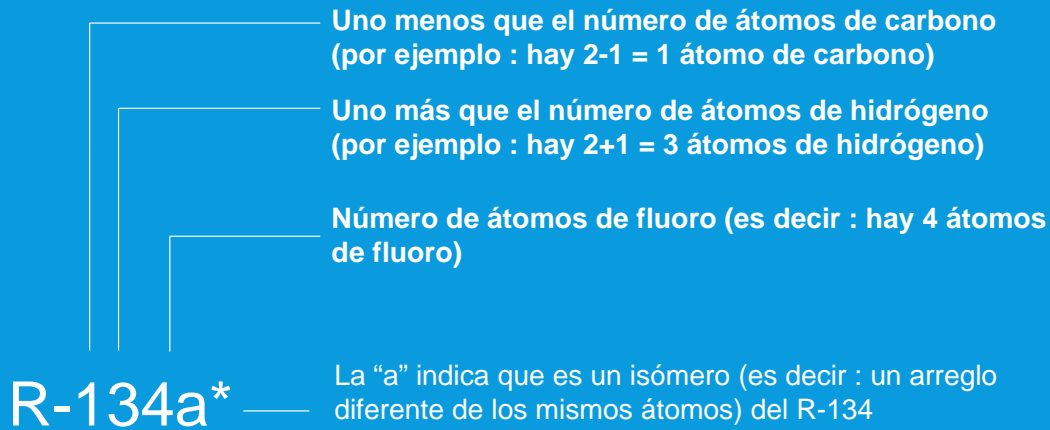 Uno menos que el número de átomos de carbono
(por ejemplo : hay 2-1 = 1 átomo de carbono)
Uno más que el número de átomos de hidrógeno
(por ejemplo : hay 2+1 = 3 átomos de hidrógeno)
Número de átomos de fluoro (es decir : hay 4 átomos
de fluoro)
R-134a*
La “a” indica que es un isómero (es decir : un arreglo
diferente de los mismos átomos) del R-134